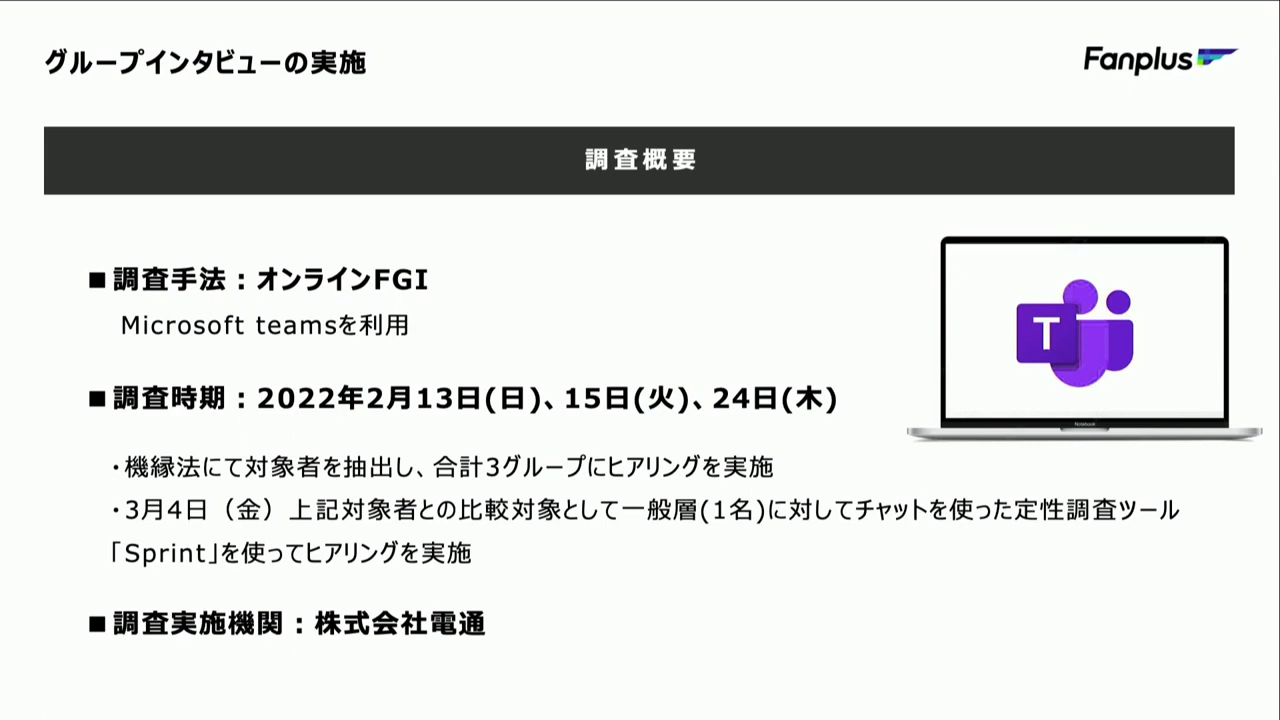 グループインタビューの実施
Fanplus
調査概要
■調査手法：オンラインFGI
Microsoft teamsを利用
■調査時期：2022年2月13日(日)、15日(火)、24日(木)
・機縁法にて対象者を抽出し、合計3グループにヒアリングを実施
・3月4日（金）上記対象者との比較対象として一般層(1名)に対してチャットを使った定性調査ツール
「Sprint」を使ってヒアリングを実施
■調査実施機関：株式会社電通
T
Notebook